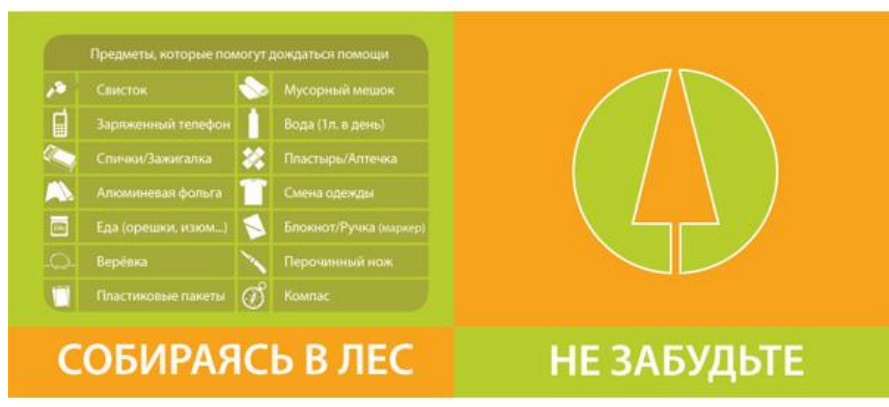 Предметы, которые помогут дождаться помощи
Свисток
Мусорный мешок
Заряженный телефон
Вода (1л. в день)
Спички/Зажигалка
Пластырь/Аптечка
Алюминевая фольга
Смена одежды
Еда (орешки, изюм...)
Блокнот/Ручка (маркер)
Верёвка
Перочинный нож
Пластиковые пакеты
Компас
СОБИРАЯСЬ В ЛЕС
НЕ ЗАБУДЬТЕ